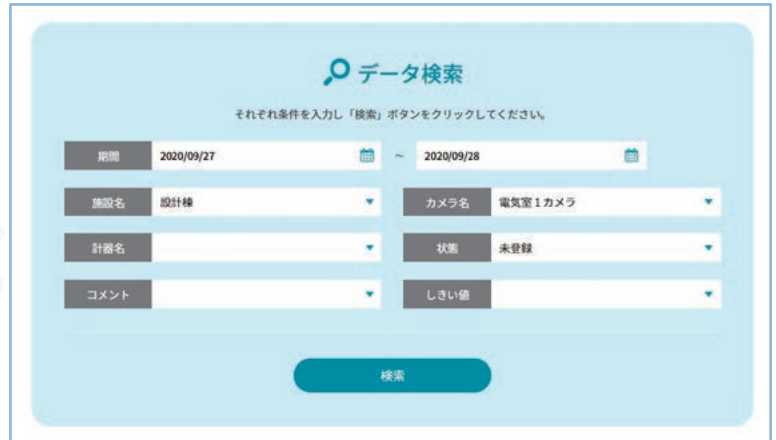 データ検索
それぞれ条件を入力し「検索」ボタンをクリックしてください。
期間 2020/09/27 ~ 2020/09/28
施設名 設計棟 カメラ名 電気室1カメラ
計器名 状態 未登録
コメント しきい値
検索